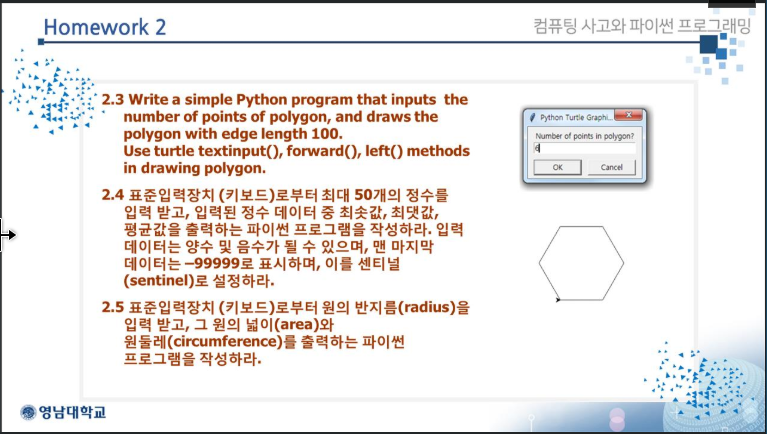 Homework 2
컴퓨팅 사고와 파이썬 프로그래밍
2.3 Write a simple Python program that inputs the
number of points of polygon, and draws the
polygon with edge length 100.
Use turtle textinput(), forward(), left() methods
in drawing polygon.
2.4 표준입력장치 (키보드)로부터 최대 50개의 정수를
입력 받고, 입력된 정수 데이터 중 최솟값, 최댓값,
평균값을 출력하는 파이썬 프로그램을 작성하라. 입력
데이터는 양수 및 음수가 될 수 있으며, 맨 마지막
데이터는 –99999로 표시하며, 이를 센티널
(sentinel)로 설정하라.
2.5 표준입력장치 (키보드)로부터 원의 반지름(radius)을
입력 받고, 그 원의 넓이(area)와
원둘레(circumference)를 출력하는 파이썬
프로그램을 작성하라.
Python Turtle Graphi...
Number of points in polygon?
6
OK Cancel
영남대학교